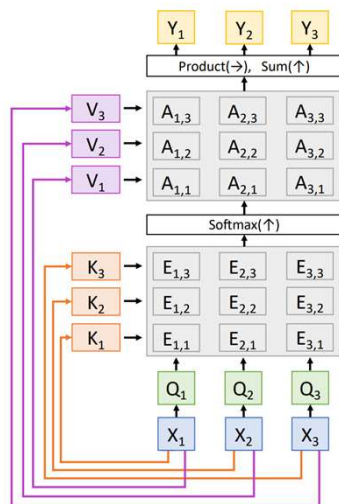 Y1 Y2 Y3
Product(→), Sum(↑)
V3 A1,3 A2,3 A3,3
V2 A1,2 A2,2 A3,2
V1 A1,1 A2,1 A3,1
Softmax(↑)
K3 E1,3 E2,3 E3,3
K2 E1,2 E2,2 E3,2
K1 E1,1 E2,1 E3,1
Q1 Q2 Q3
X1 X2 X3